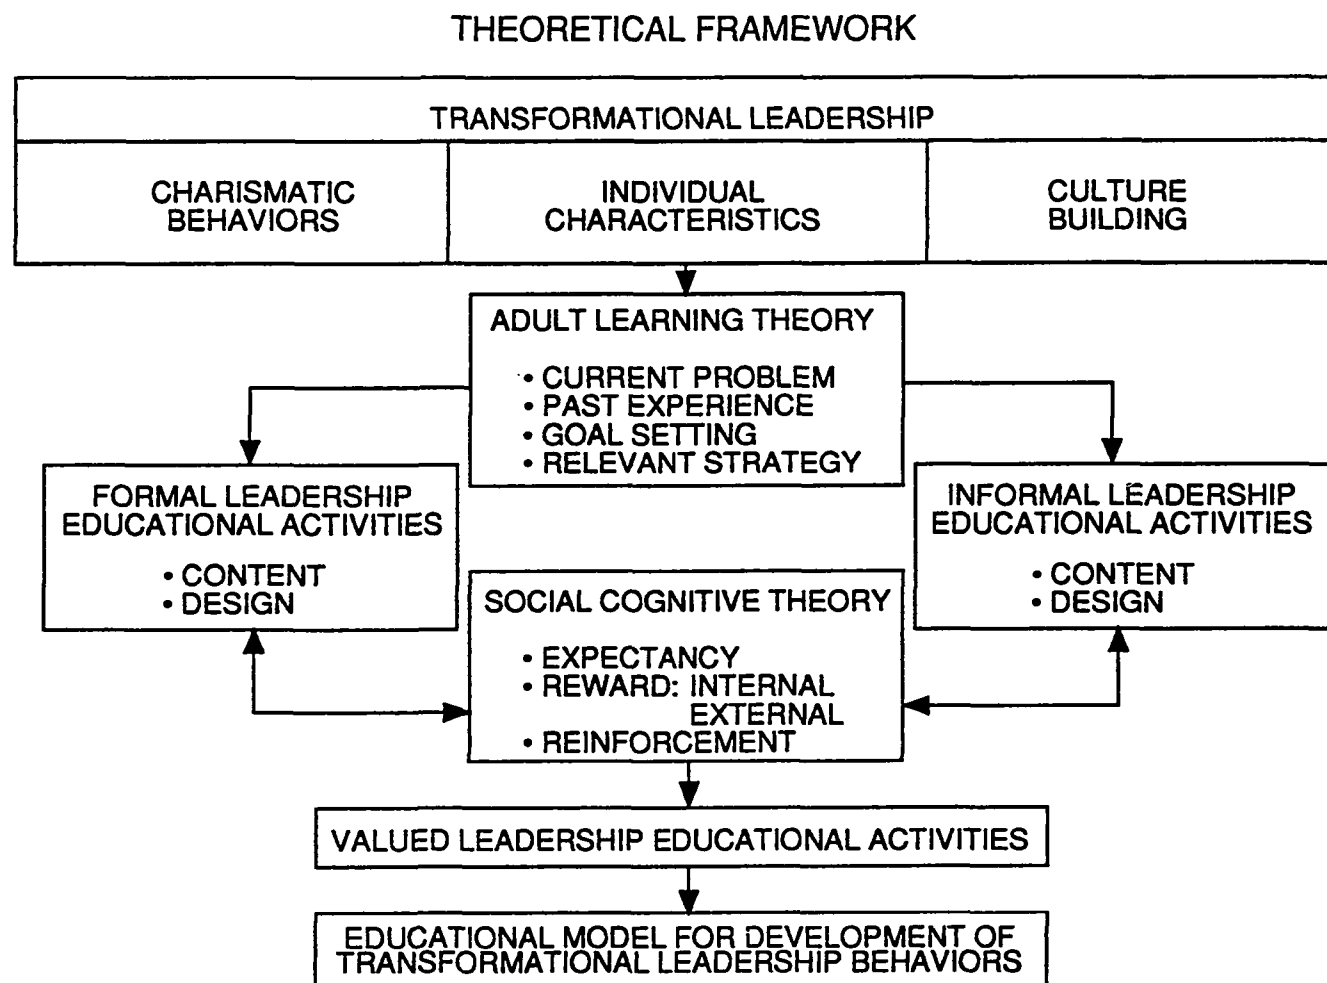 THEORETICAL FRAMEWORK
TRANSFORMATIONAL LEADERSHIP
CHARISMATIC
BEHAVIORS
INDIVIDUAL
CHARACTERISTICS
CULTURE
BUILDING
ADULT LEARNING THEORY
• CURRENT PROBLEM
• PAST EXPERIENCE
• GOAL SETTING
• RELEVANT STRATEGY
FORMAL LEADERSHIP
EDUCATIONAL ACTIVITIES
• CONTENT
• DESIGN
INFORMAL LEADERSHIP
EDUCATIONAL ACTIVITIES
• CONTENT
• DESIGN
SOCIAL COGNITIVE THEORY
• EXPECTANCY
• REWARD: INTERNAL
EXTERNAL
• REINFORCEMENT
VALUED LEADERSHIP EDUCATIONAL ACTIVITIES
EDUCATIONAL MODEL FOR DEVELOPMENT OF
TRANSFORMATIONAL LEADERSHIP BEHAVIORS